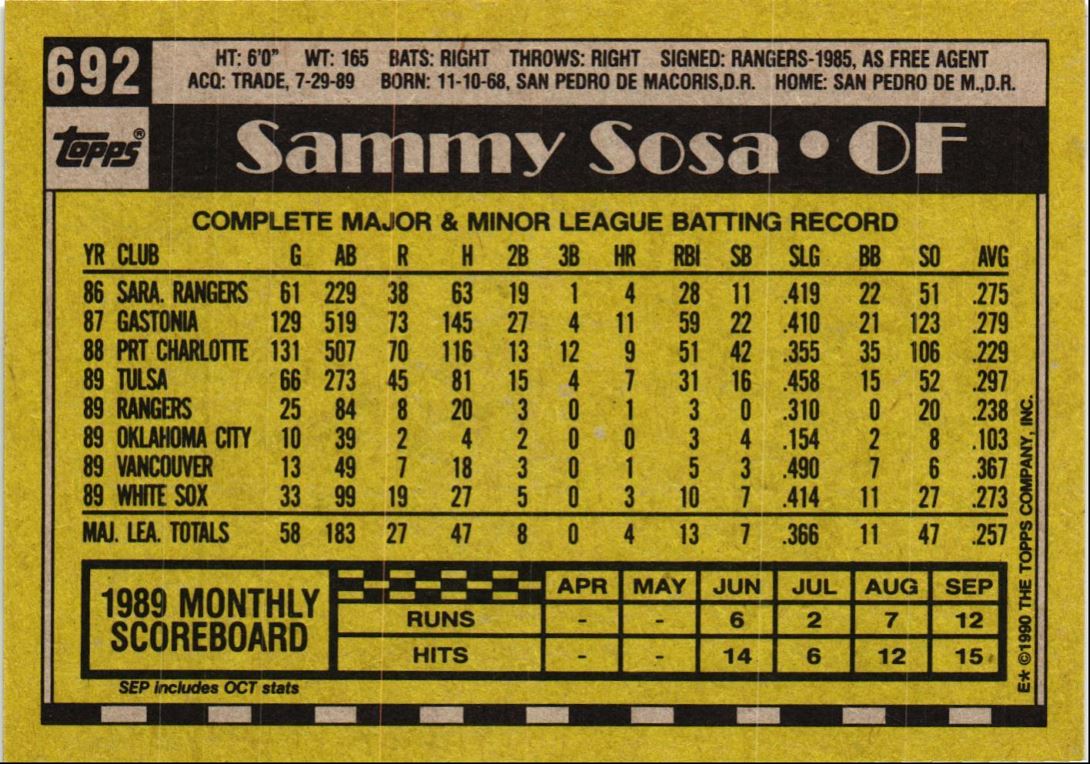 692
HT: 6'0" WT: 165 BATS: RIGHT THROWS: RIGHT SIGNED: RANGERS-1985, AS FREE AGENT
ACQ: TRADE, 7-29-89 BORN: 11-10-68, SAN PEDRO DE MACORIS,D.R. HOME: SAN PEDRO DE M.,D.R.
topps®
Sammy Sosa • OF
COMPLETE MAJOR & MINOR LEAGUE BATTING RECORD
YR CLUB G AB R H 2B 3B HR RBI SB SLG BB SO AVG
86 SARA. RANGERS 61 229 38 63 19 1 4 28 11 .419 22 51 .275
87 GASTONIA 129 519 73 145 27 4 11 59 22 .410 21 123 .279
88 PRT CHARLOTTE 131 507 70 116 13 12 9 51 42 .355 35 106 .229
89 TULSA 66 273 45 81 15 4 7 31 16 .458 15 52 .297
89 RANGERS 25 84 8 20 3 0 1 3 0 .310 0 20 .238
89 OKLAHOMA CITY 10 39 2 4 2 0 0 3 4 .154 2 8 .103
89 VANCOUVER 13 49 7 18 3 0 1 5 3 .490 7 6 .367
89 WHITE SOX 33 99 19 27 5 0 3 10 7 .414 11 27 .273
MAJ. LEA. TOTALS 58 183 27 47 8 0 4 13 7 .366 11 47 .257
1989 MONTHLY
SCOREBOARD
APR MAY JUN JUL AUG SEP
RUNS - - 6 2 7 12
HITS - - 14 6 12 15
SEP includes OCT stats
E* ©1990 THE TOPPS COMPANY, INC.